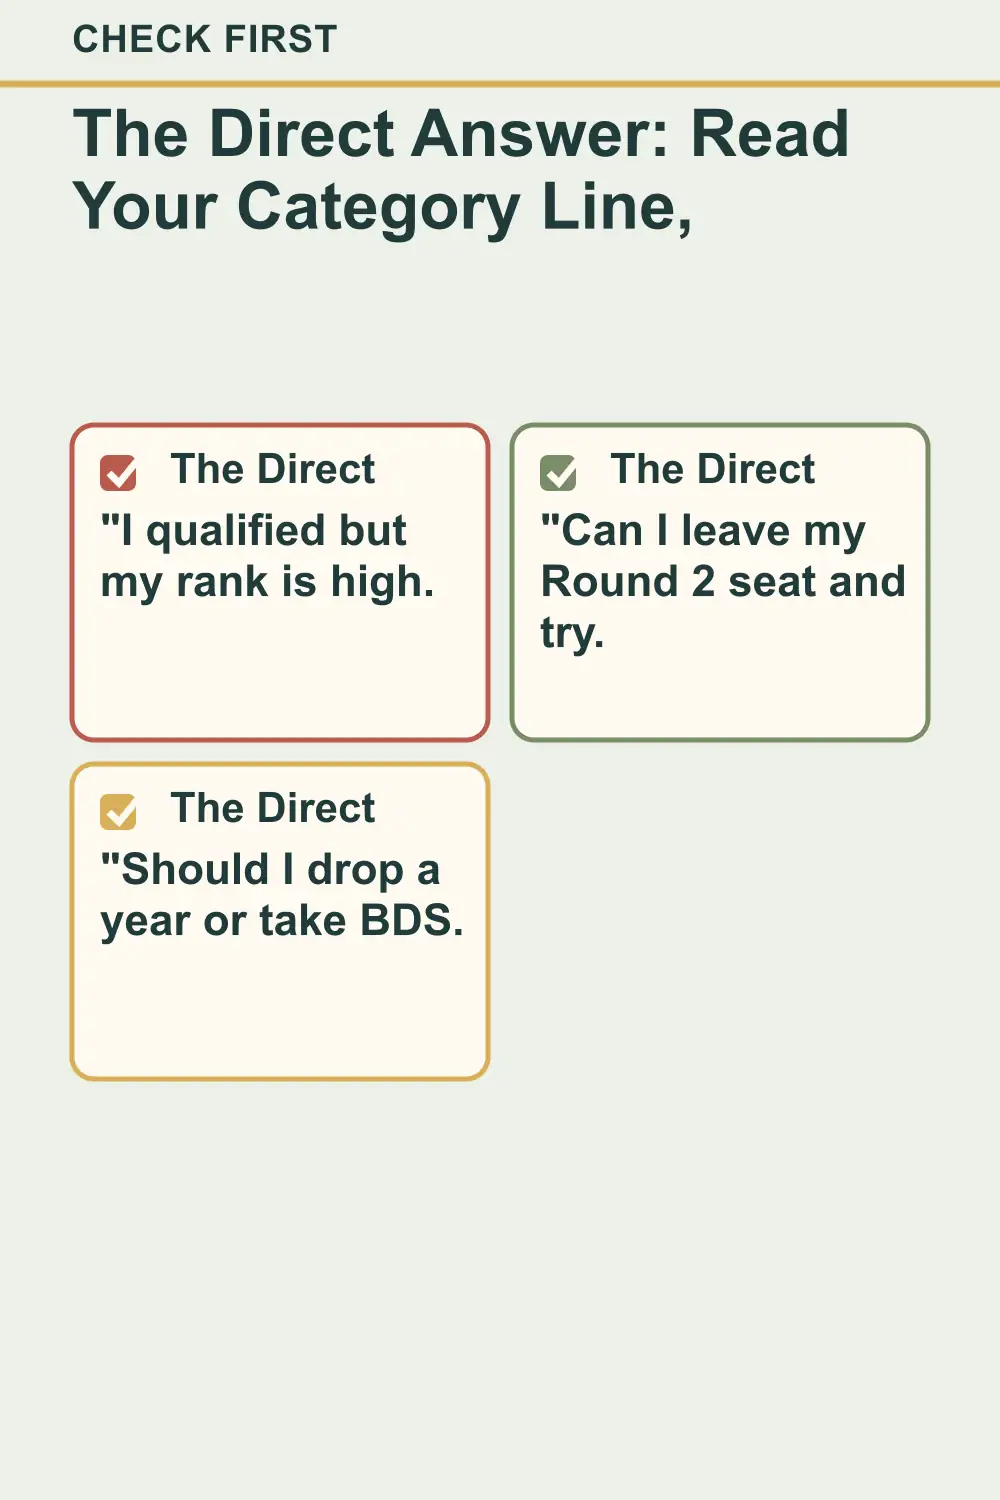 CHECK FIRST
The Direct Answer: Read
Your Category Line,
The Direct
"I qualified but
my rank is high.
The Direct
"Can I leave my
Round 2 seat and
try.
The Direct
"Should I drop a
year or take BDS.